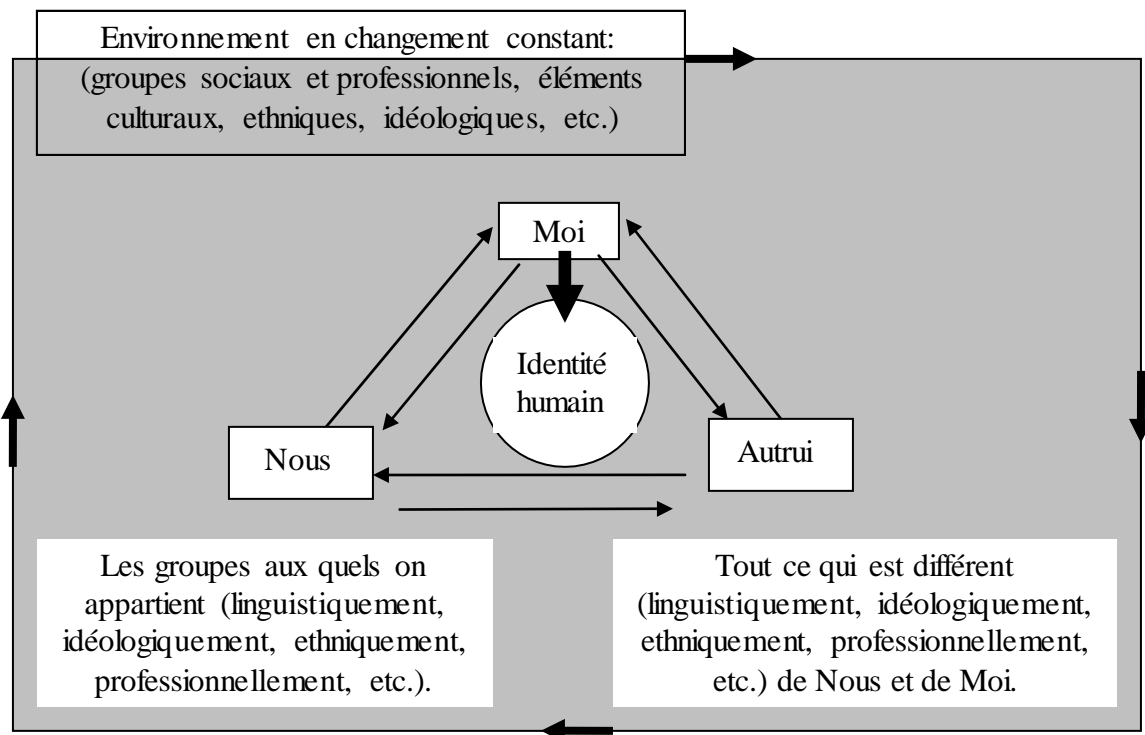 Environnement en changement constant:
(groupes sociaux et professionnels, éléments
culturaux, ethniques, idéologiques, etc.)
Moi
Identité
humain
Nous
Autrui
Les groupes aux quels on
appartient (linguistiquement,
idéologiquement, ethniquement,
professionnellement, etc.).
Tout ce qui est différent
(linguistiquement, idéologiquement,
ethniquement, professionnellement,
etc.) de Nous et de Moi.